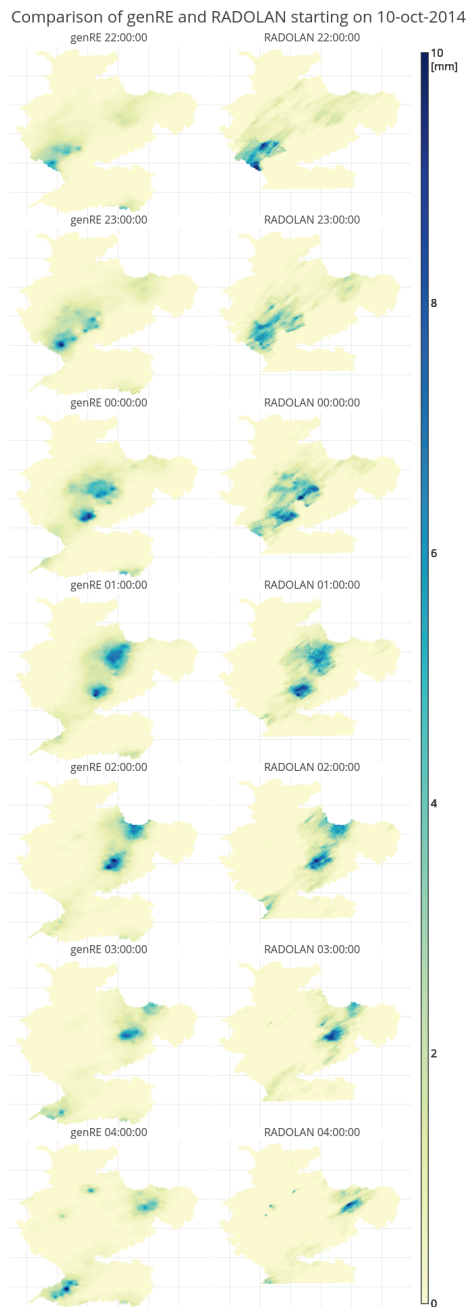 Comparison of genRE and RADOLAN starting on 10-oct-2014
genRE 22:00:00 RADOLAN 22:00:00
10
[mm]
genRE 23:00:00 RADOLAN 23:00:00
8
genRE 00:00:00 RADOLAN 00:00:00
6
genRE 01:00:00 RADOLAN 01:00:00
genRE 02:00:00 RADOLAN 02:00:00
4
genRE 03:00:00 RADOLAN 03:00:00
2
genRE 04:00:00 RADOLAN 04:00:00
0